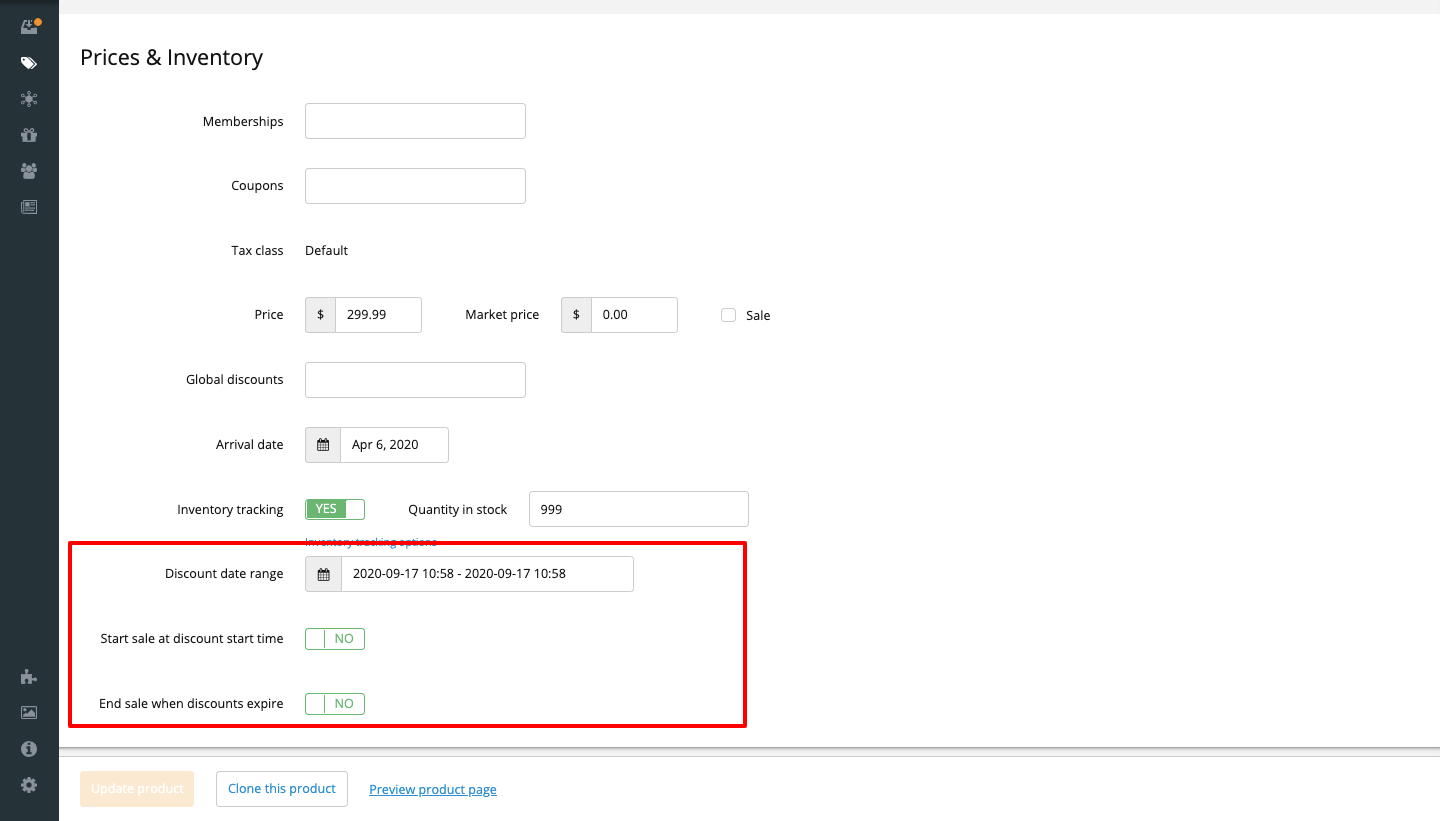 Prices & Inventory
Memberships
Coupons
Tax class Default
Price $ 299.99 Market price $ 0.00 Sale
Global discounts
Arrival date Apr 6, 2020
Inventory tracking YES Quantity in stock 999
Inventory tracking options
Discount date range 2020-09-17 10:58 - 2020-09-17 10:58
Start sale at discount start time NO
End sale when discounts expire NO
Update product Clone this product Preview product page